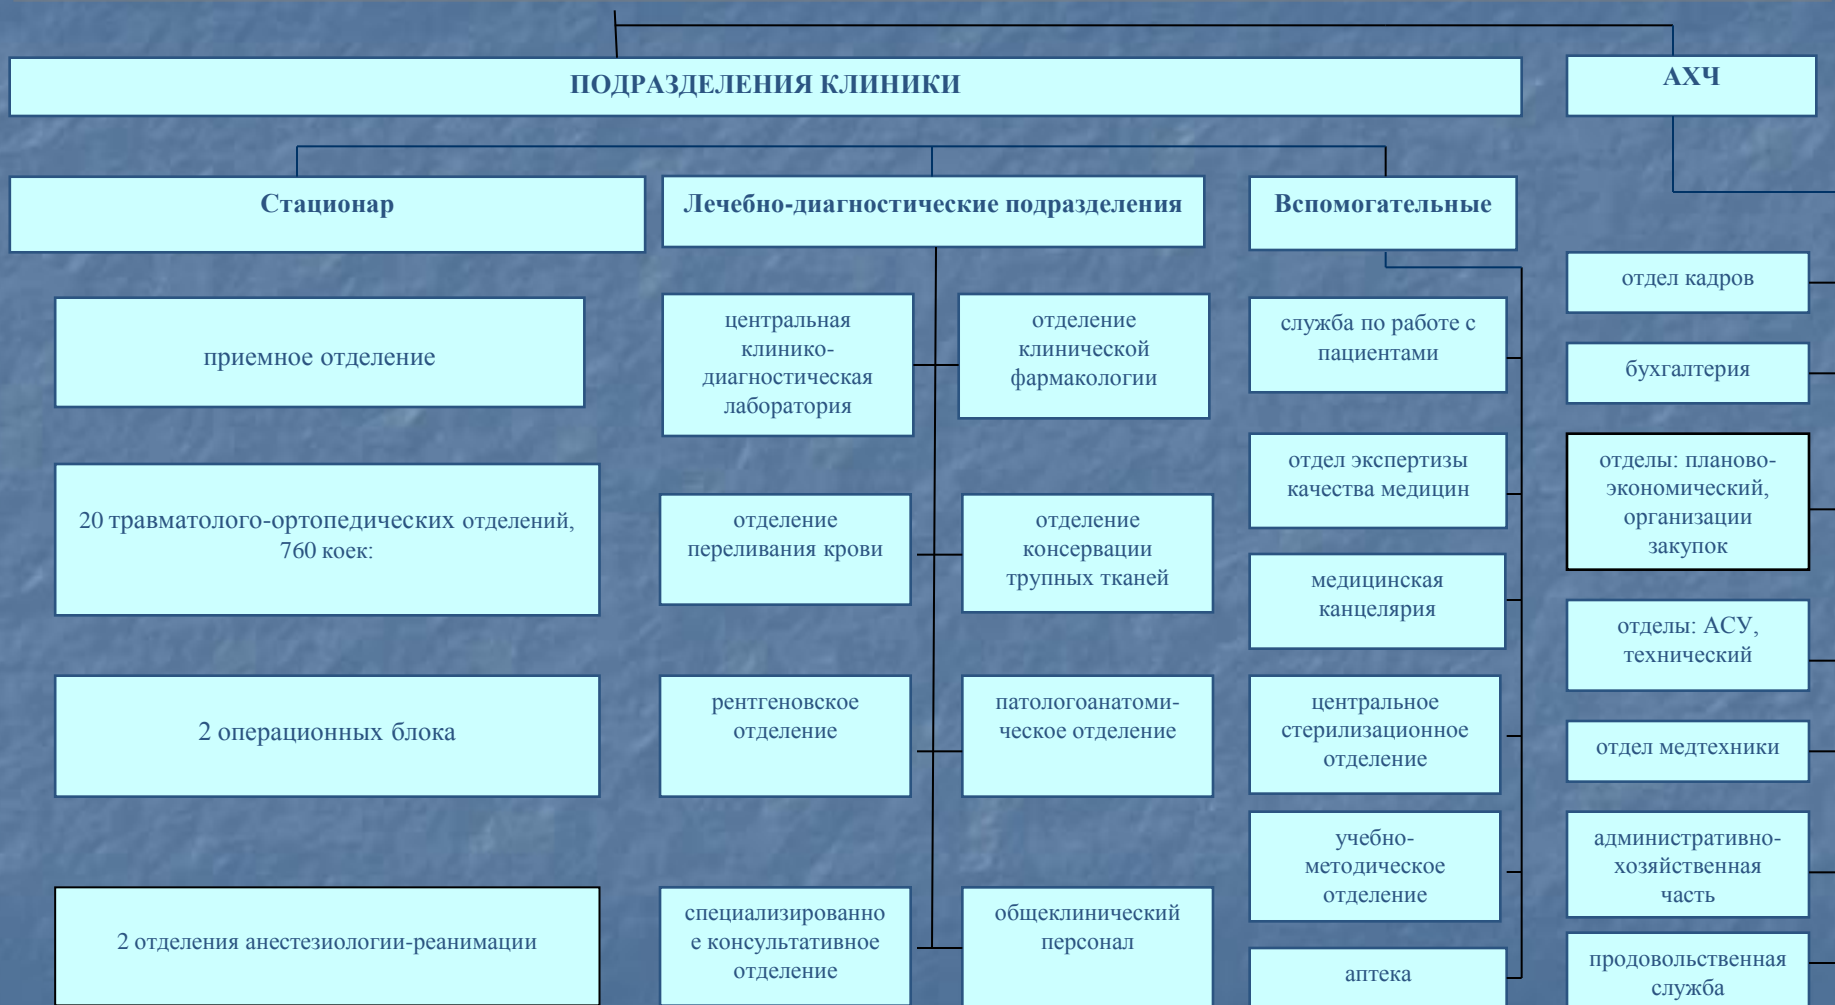 ПОДРАЗДЕЛЕНИЯ КЛИНИКИ
АХЧ
Стационар
Лечебно-диагностические подразделения
Вспомогательные
приемное отделение
20 травматолого-ортопедических отделений,
760 коек:
2 операционных блока
2 отделения анестезиологии-реанимации
центральная
клинико-
диагностическая
лаборатория
отделение
клинической
фармакологии
отделение
переливания крови
отделение
консервации
трупных тканей
рентгеновское
отделение
патологоанатоми-
ческое отделение
специализированно
е консультативное
отделение
общеклинический
персонал
служба по работе с
пациентами
отдел экспертизы
качества медицин
медицинская
канцелярия
центральное
стерилизационное
отделение
учебно-
методическое
отделение
аптека
отдел кадров
бухгалтерия
отделы: планово-
экономический,
организации
закупок
отделы: АСУ,
технический
отдел медтехники
административно-
хозяйственная
часть
продовольственная
служба